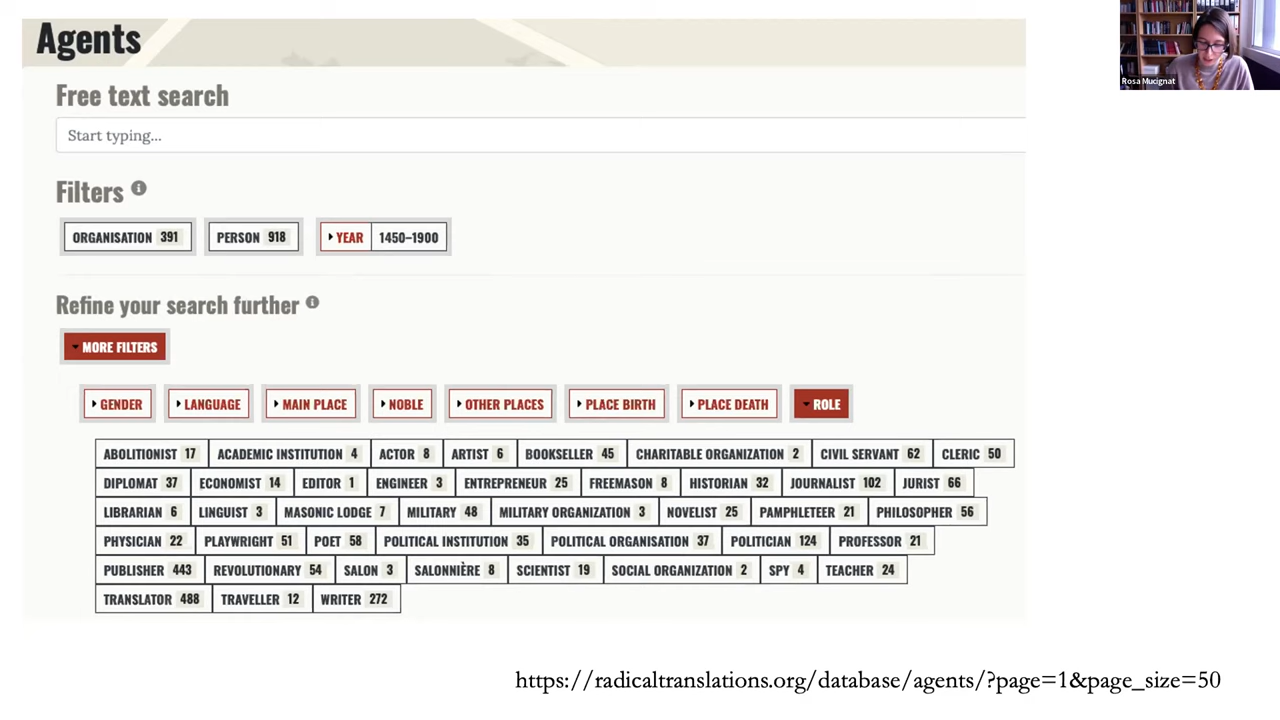 Agents
Rosa Mucignat
Free text search
Start typing...
Filters
ORGANISATION 391 PERSON 918 YEAR 1450–1900
Refine your search further
MORE FILTERS
GENDER LANGUAGE MAIN PLACE NOBLE OTHER PLACES PLACE BIRTH PLACE DEATH ROLE
ABOLITIONIST 17 ACADEMIC INSTITUTION 4 ACTOR 8 ARTIST 6 BOOKSELLER 45 CHARITABLE ORGANIZATION 2 CIVIL SERVANT 62 CLERIC 50
DIPLOMAT 37 ECONOMIST 14 EDITOR 1 ENGINEER 3 ENTREPRENEUR 25 FREEMASON 8 HISTORIAN 32 JOURNALIST 102 JURIST 66
LIBRARIAN 6 LINGUIST 3 MASONIC LODGE 7 MILITARY 48 MILITARY ORGANIZATION 3 NOVELIST 25 PAMPHLETEER 21 PHILOSOPHER 56
PHYSICIAN 22 PLAYWRIGHT 51 POET 58 POLITICAL INSTITUTION 35 POLITICAL ORGANISATION 37 POLITICIAN 124 PROFESSOR 21
PUBLISHER 443 REVOLUTIONARY 54 SALON 3 SALONNIÈRE 8 SCIENTIST 19 SOCIAL ORGANIZATION 2 SPY 4 TEACHER 24
TRANSLATOR 488 TRAVELLER 12 WRITER 272
https://radicaltranslations.org/database/agents/?page=1&page_size=50